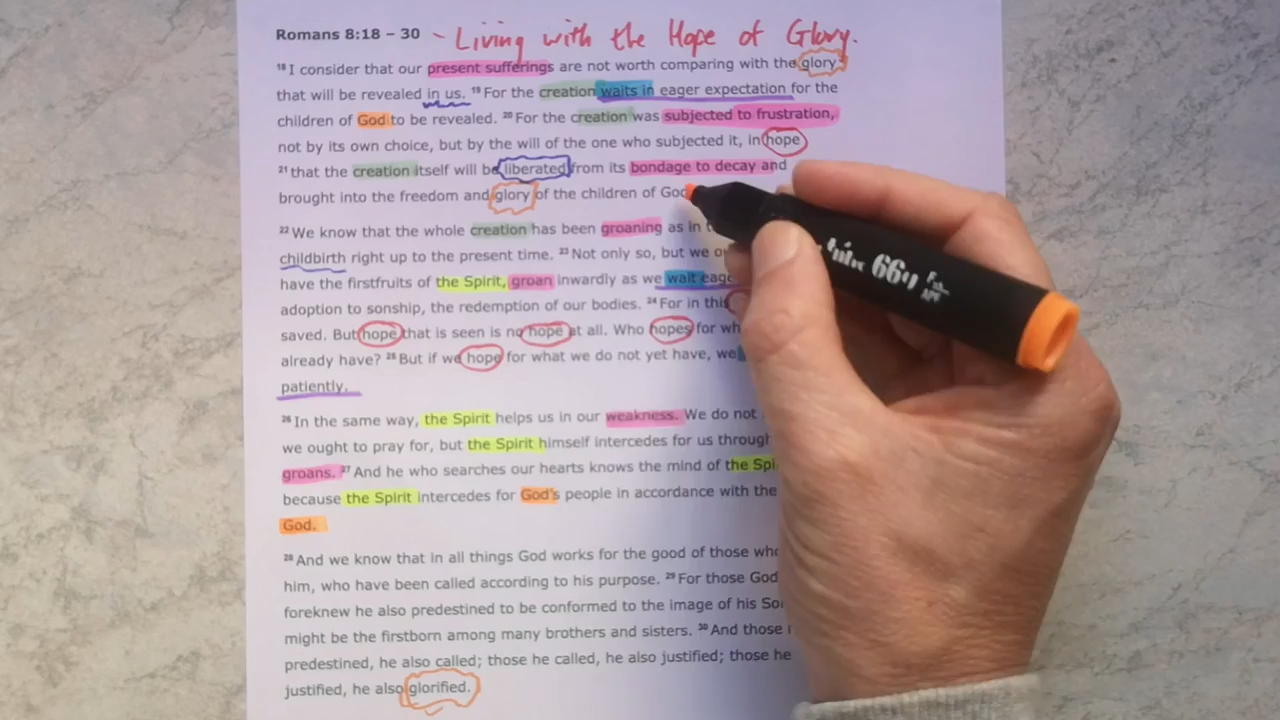 Romans 8:18 – 30 ~ Living with the Hope of Glory.
18 I consider that our present sufferings are not worth comparing with the glory
that will be revealed in us. 19 For the creation waits in eager expectation for the
children of God to be revealed. 20 For the creation was subjected to frustration,
not by its own choice, but by the will of the one who subjected it, in hope
21 that the creation itself will be liberated from its bondage to decay and
brought into the freedom and glory of the children of God
22 We know that the whole creation has been groaning as in
childbirth right up to the present time. 23 Not only so, but we
have the firstfruits of the Spirit, groan inwardly as we wait
adoption to sonship, the redemption of our bodies. 24 For in this
saved. But hope that is seen is no hope at all. Who hopes for
already have? 25 But if we hope for what we do not yet have, we
patiently.
26 In the same way, the Spirit helps us in our weakness. We do not
we ought to pray for, but the Spirit himself intercedes for us through
groans. 27 And he who searches our hearts knows the mind of the
because the Spirit intercedes for God's people in accordance with the
God.
28 And we know that in all things God works for the good of those
him, who have been called according to his purpose. 29 For those God
foreknew he also predestined to be conformed to the image of his
might be the firstborn among many brothers and sisters. 30 And those
predestined, he also called; those he called, he also justified; those he
justified, he also glorified.